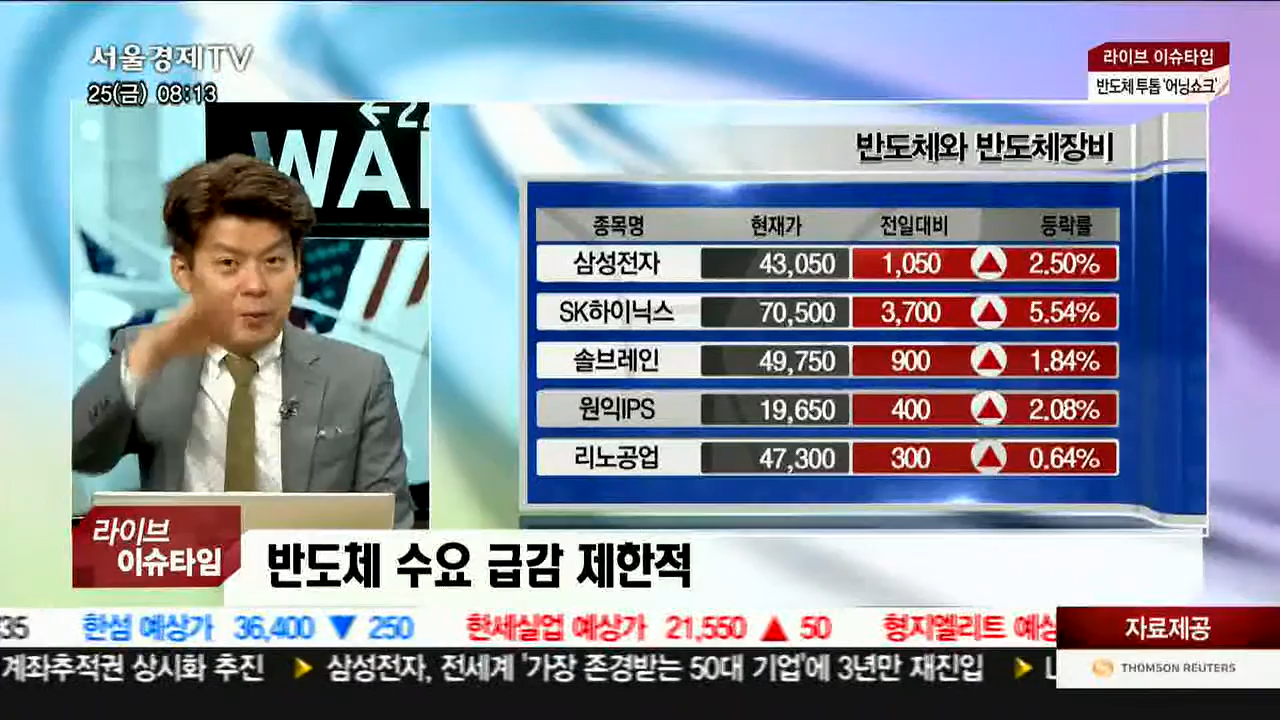 서울경제TV
25(금) 08:13
라이브 이슈타임
반도체 투톱 '어닝쇼크'
WAL
반도체와 반도체장비
종목명 현재가 전일대비 등락률
삼성전자 43,050 1,050 ▲ 2.50%
SK하이닉스 70,500 3,700 ▲ 5.54%
솔브레인 49,750 900 ▲ 1.84%
원익IPS 19,650 400 ▲ 2.08%
리노공업 47,300 300 ▲ 0.64%
라이브
이슈타임
반도체 수요 급감 제한적
35 한섬 예상가 36,400 ▼ 250 한세실업 예상가 21,550 ▲ 50 형지엘리트 예상
자료제공
계좌추적권 상시화 추진 > 삼성전자, 전세계 '가장 존경받는 50대 기업'에 3년만 재진입 >
THOMSON REUTERS